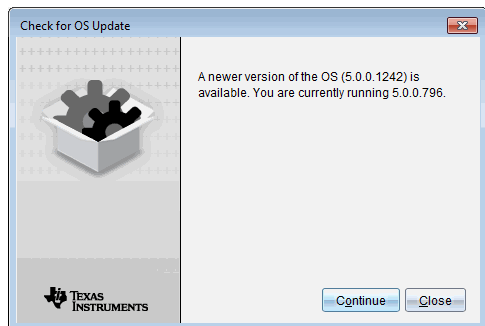 Check for OS Update
A newer version of the OS (5.0.0.1242) is
available. You are currently running 5.0.0.796.
TEXAS
INSTRUMENTS
Continue Close